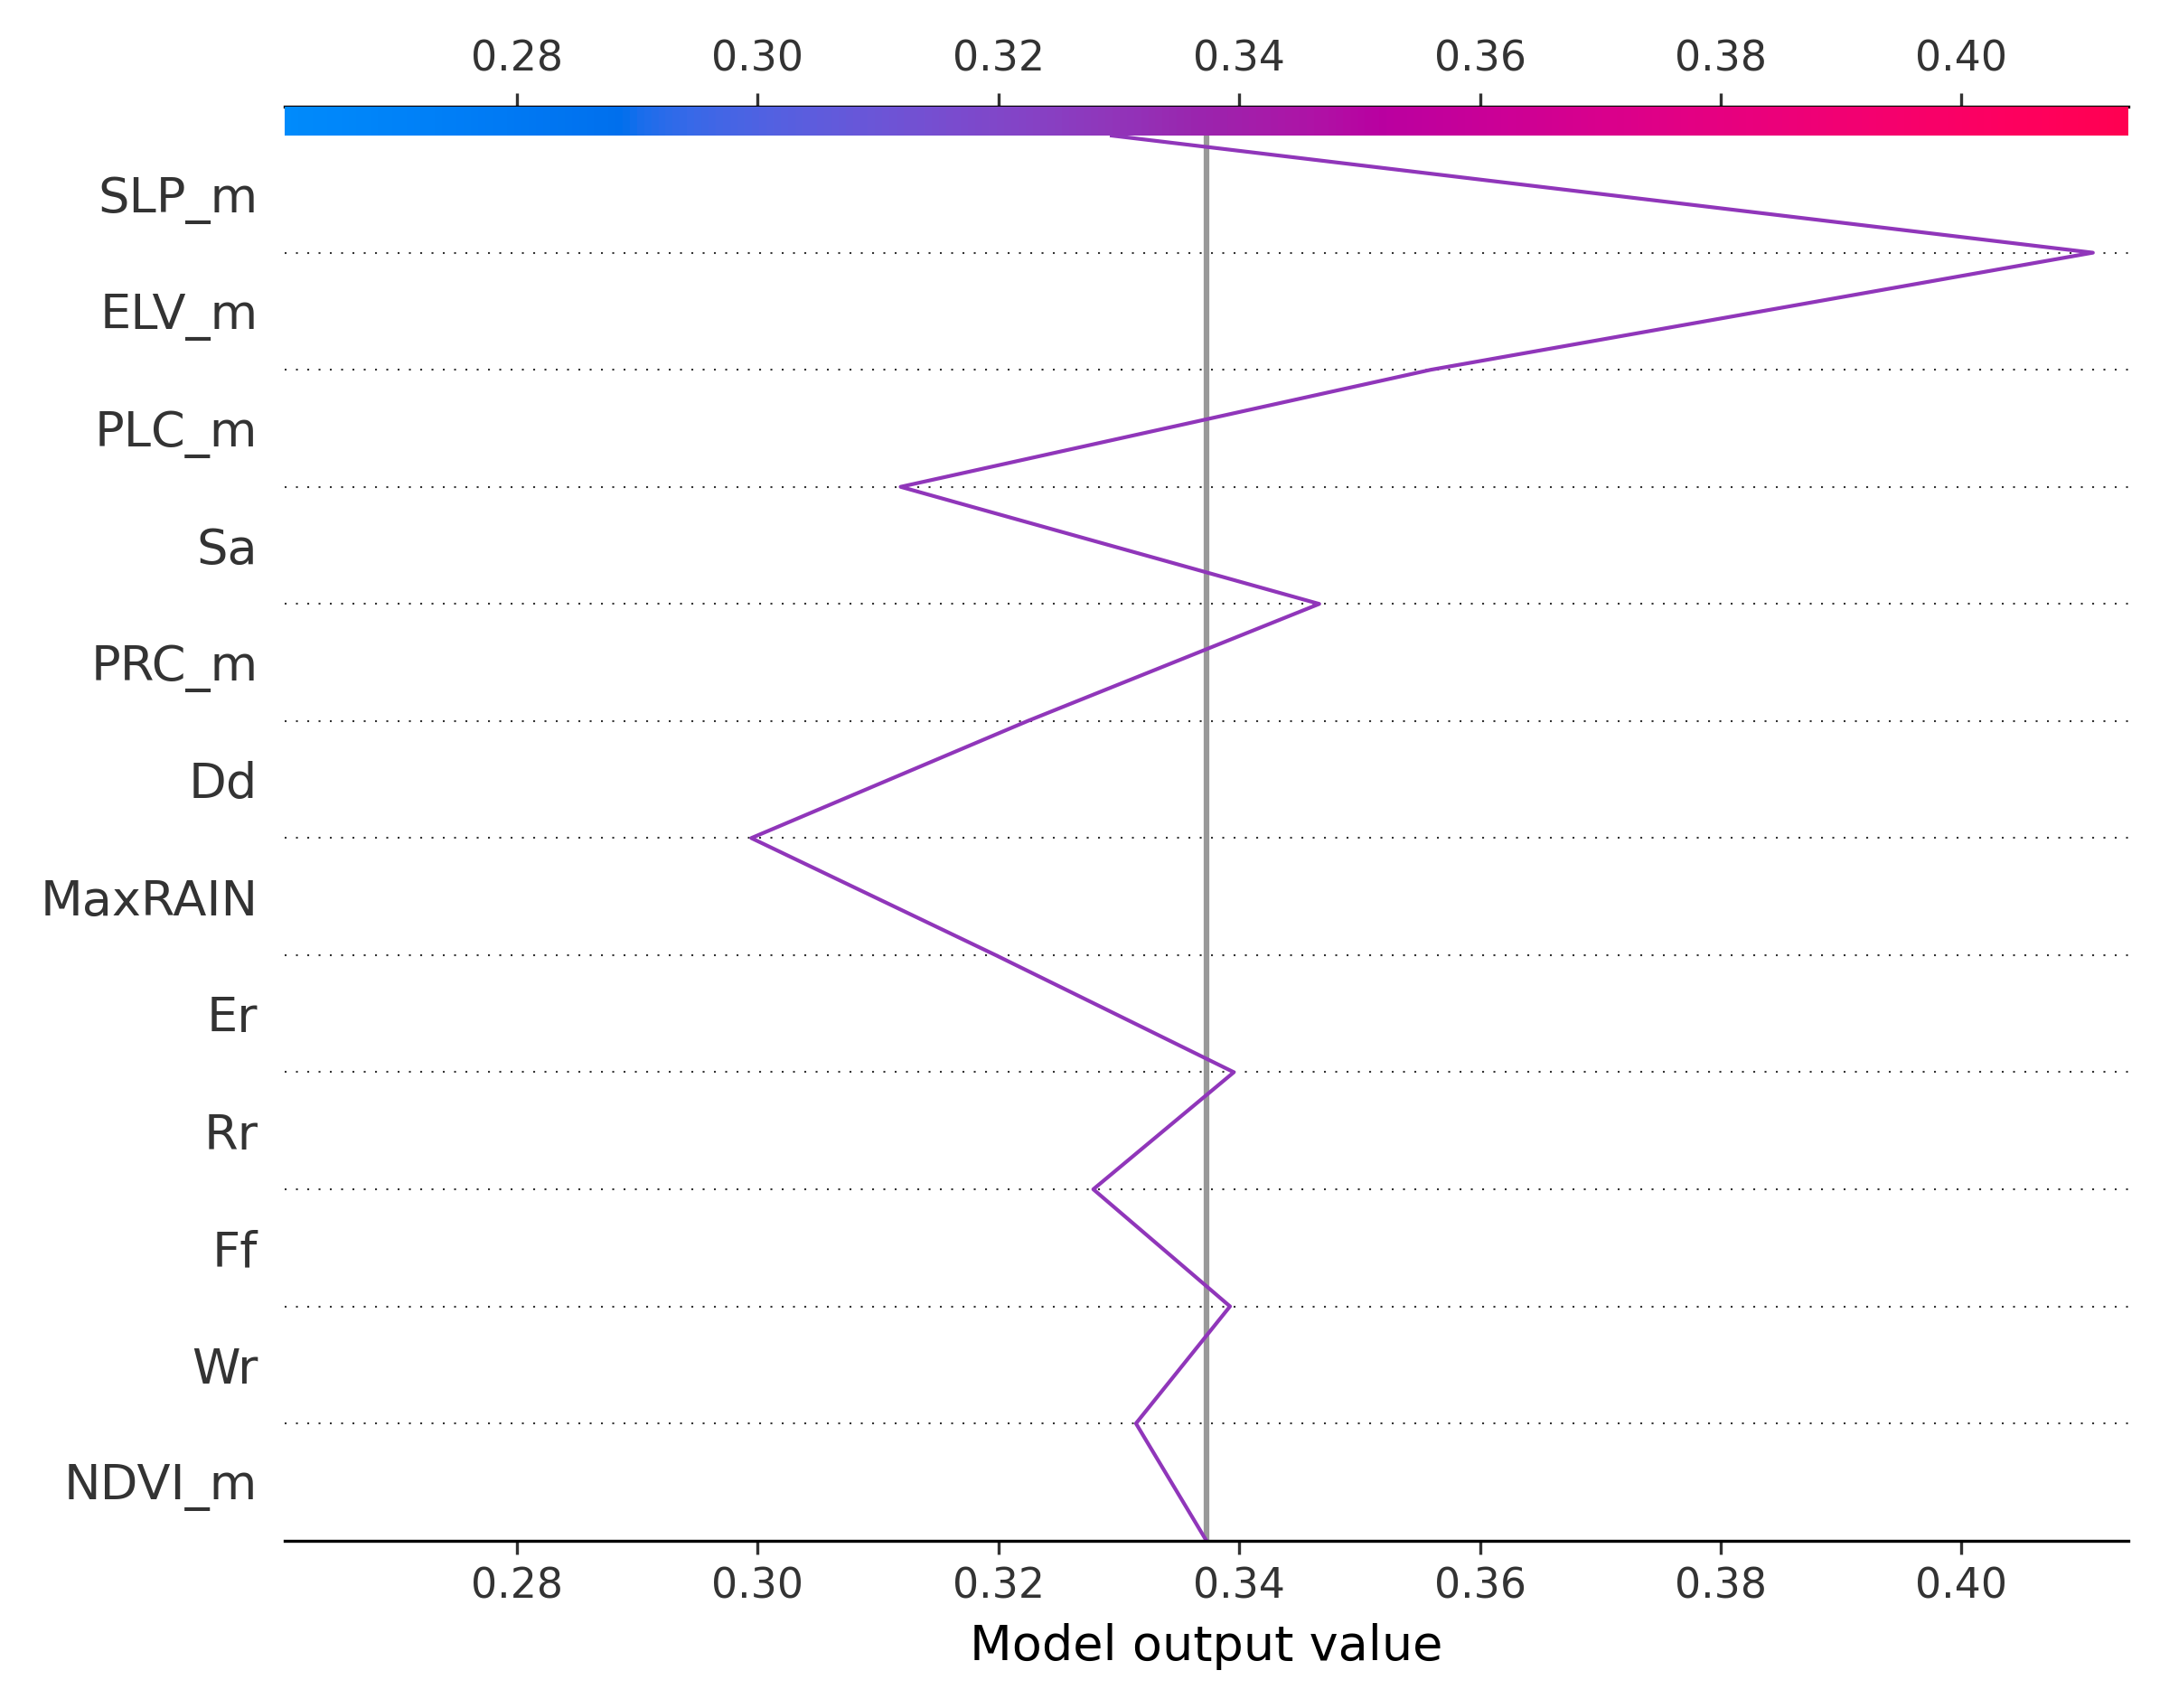 0.28 0.30 0.32 0.34 0.36 0.38 0.40
SLP_m
ELV_m
PLC_m
Sa
PRC_m
Dd
MaxRAIN
Er
Rr
Ff
Wr
NDVI_m
0.28 0.30 0.32 0.34 0.36 0.38 0.40
Model output value